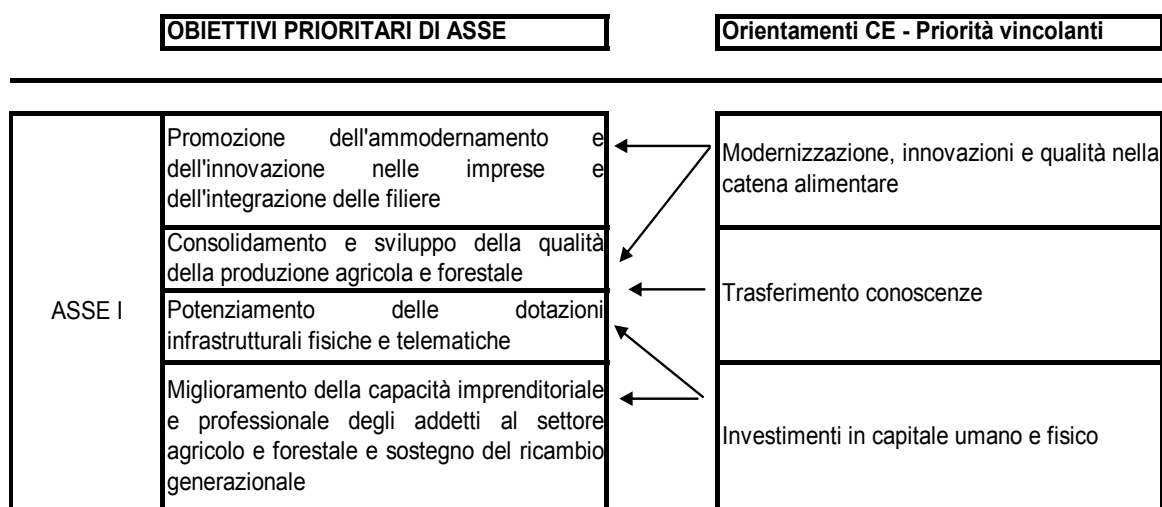 OBIETTIVI PRIORITARI DI ASSE
Orientamenti CE - Priorità vincolanti
ASSE I
Promozione dell'ammodernamento e
dell'innovazione nelle imprese e
dell'integrazione delle filiere
Modernizzazione, innovazioni e qualità nella
catena alimentare
Consolidamento e sviluppo della qualità
della produzione agricola e forestale
Potenziamento delle dotazioni
infrastrutturali fisiche e telematiche
Trasferimento conoscenze
Miglioramento della capacità imprenditoriale
e professionale degli addetti al settore
agricolo e forestale e sostegno del ricambio
generazionale
Investimenti in capitale umano e fisico